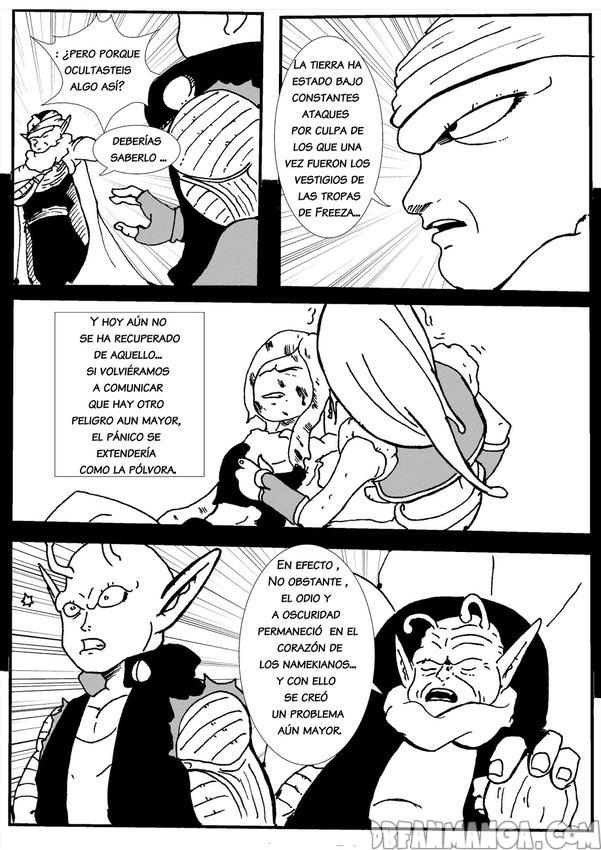 : ¿PERO PORQUE
OCULTASTEIS
ALGO ASÍ?
DEBERÍAS
SABERLO ...
LA TIERRA HA
ESTADO BAJO
CONSTANTES
ATAQUES
POR CULPA DE
LOS QUE UNA
VEZ FUERON LOS
VESTIGIOS DE
LAS TROPAS
DE FREEZA...
Y HOY AÚN NO
SE HA RECUPERADO
DE AQUELLO...
SI VOLVIÉRAMOS
A COMUNICAR
QUE HAY OTRO
PELIGRO AUN MAYOR,
EL PÁNICO SE
EXTENDERÍA
COMO LA PÓLVORA.
EN EFECTO ,
NO OBSTANTE ,
EL ODIO Y
A OSCURIDAD
PERMANECIÓ EN EL
CORAZÓN DE
LOS NAMEKIANOS...
Y CON ELLO
SE CREÓ
UN PROBLEMA
AÚN MAYOR.
DBFANMANGA.COM